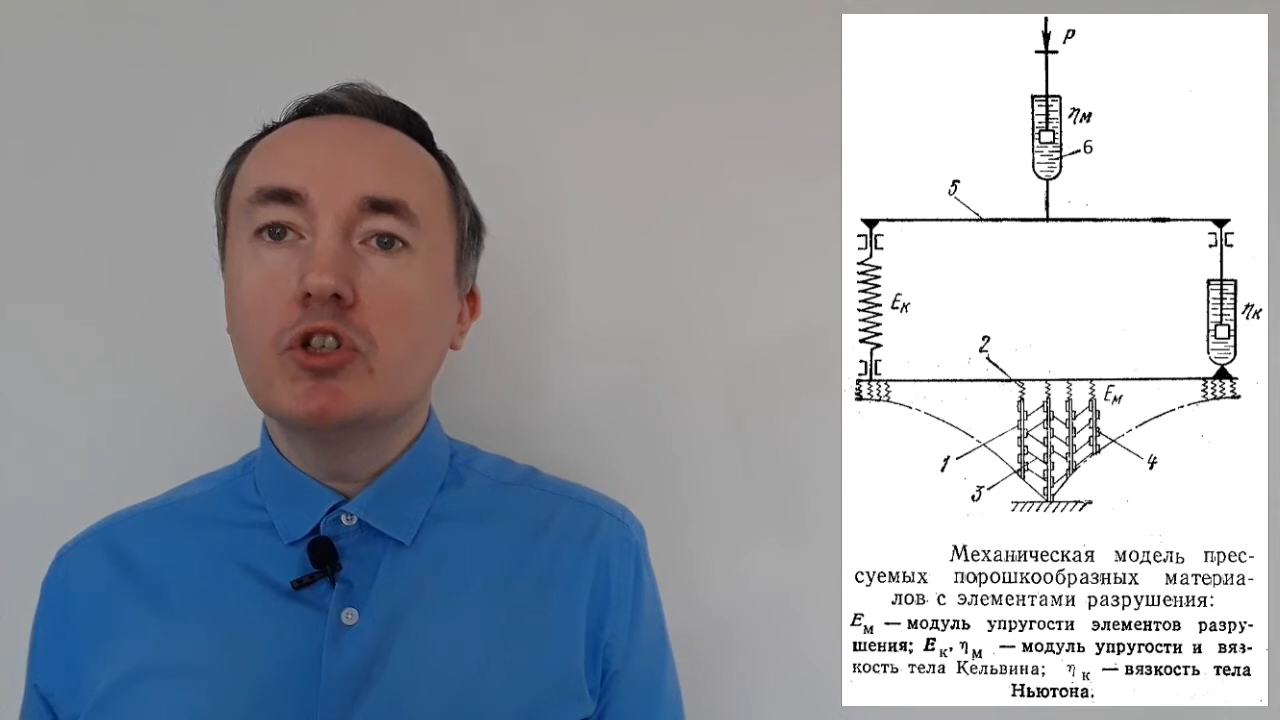 P
ηм
6
5
Eк
ηк
2
Eм
1
4
3
Механическая модель прес-
суемых порошкообразных материа-
лов с элементами разрушения:
Eм — модуль упругости элементов разру-
шения; Eк, ηм — модуль упругости и вяз-
кость тела Кельвина; ηк — вязкость тела
Ньютона.